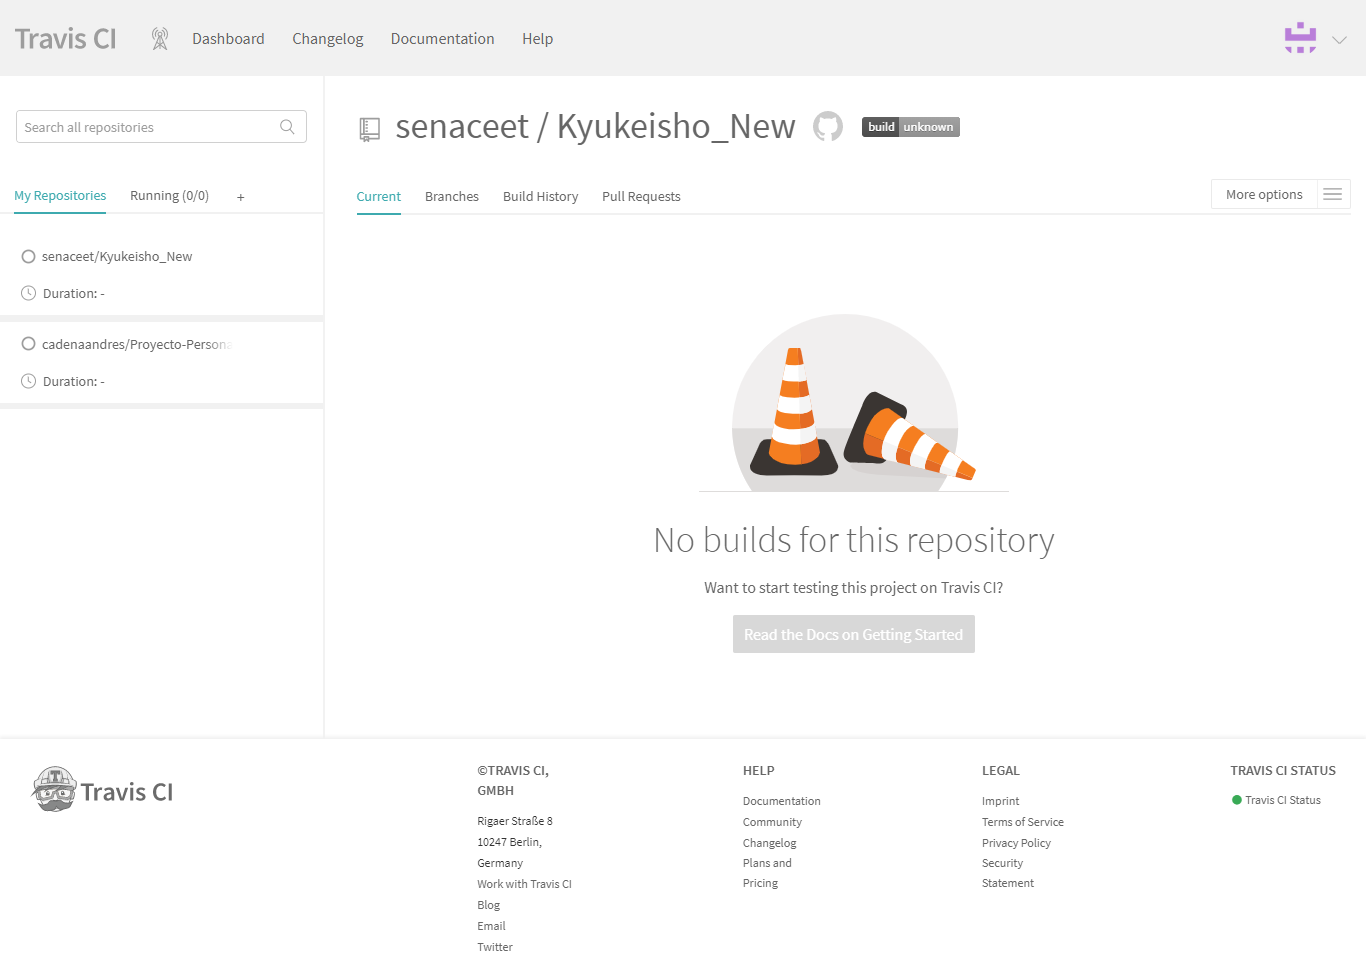 Travis CI
Dashboard
Changelog
Documentation
Help
Search all repositories
My Repositories
Running (0/0)
+
senaceet/Kyukeisho_New
Duration: -
cadenaandres/Proyecto-Persona
Duration: -
senaceet / Kyukeisho_New
build unknown
Current
Branches
Build History
Pull Requests
More options
No builds for this repository
Want to start testing this project on Travis CI?
Read the Docs on Getting Started
T
Travis CI
©TRAVIS CI,
GMBH
Rigaer Straße 8
10247 Berlin,
Germany
Work with Travis CI
Blog
Email
Twitter
HELP
Documentation
Community
Changelog
Plans and
Pricing
LEGAL
Imprint
Terms of Service
Privacy Policy
Security
Statement
TRAVIS CI STATUS
Travis CI Status